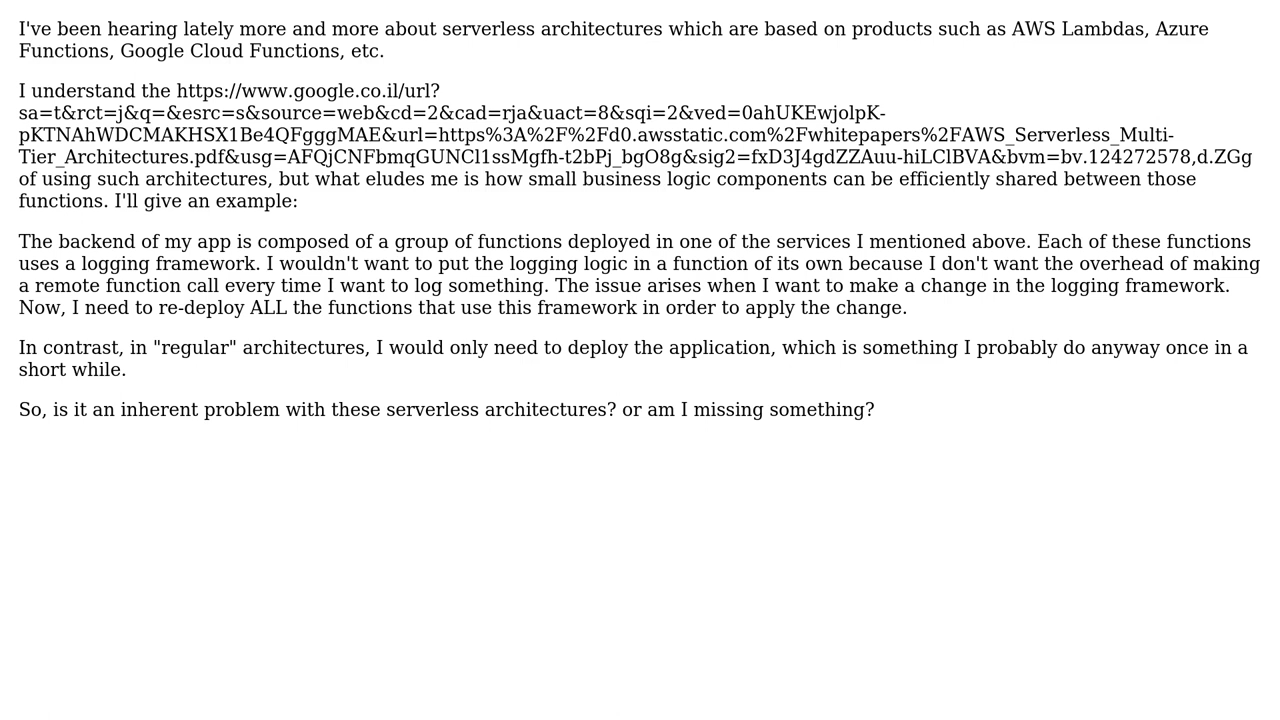 I've been hearing lately more and more about serverless architectures which are based on products such as AWS Lambdas, Azure
Functions, Google Cloud Functions, etc.
I understand the https://www.google.co.il/url?
sa=t&rct=j&q=&esrc=s&source=web&cd=2&cad=rja&uact=8&sqi=2&ved=0ahUKEwjolpK-
pKTNAhWDCMAKHSX1Be4QFgggMAE&url=https%3A%2F%2Fd0.awsstatic.com%2Fwhitepapers%2FAWS_Serverless_Multi-
Tier_Architectures.pdf&usg=AFQjCNFbmqGUNCl1ssMgfh-t2bPj_bgO8g&sig2=fxD3J4gdZZAuu-hiLClBVA&bvm=bv.124272578,d.ZGg
of using such architectures, but what eludes me is how small business logic components can be efficiently shared between those
functions. I'll give an example:
The backend of my app is composed of a group of functions deployed in one of the services I mentioned above. Each of these functions
uses a logging framework. I wouldn't want to put the logging logic in a function of its own because I don't want the overhead of making
a remote function call every time I want to log something. The issue arises when I want to make a change in the logging framework.
Now, I need to re-deploy ALL the functions that use this framework in order to apply the change.
In contrast, in "regular" architectures, I would only need to deploy the application, which is something I probably do anyway once in a
short while.
So, is it an inherent problem with these serverless architectures? or am I missing something?